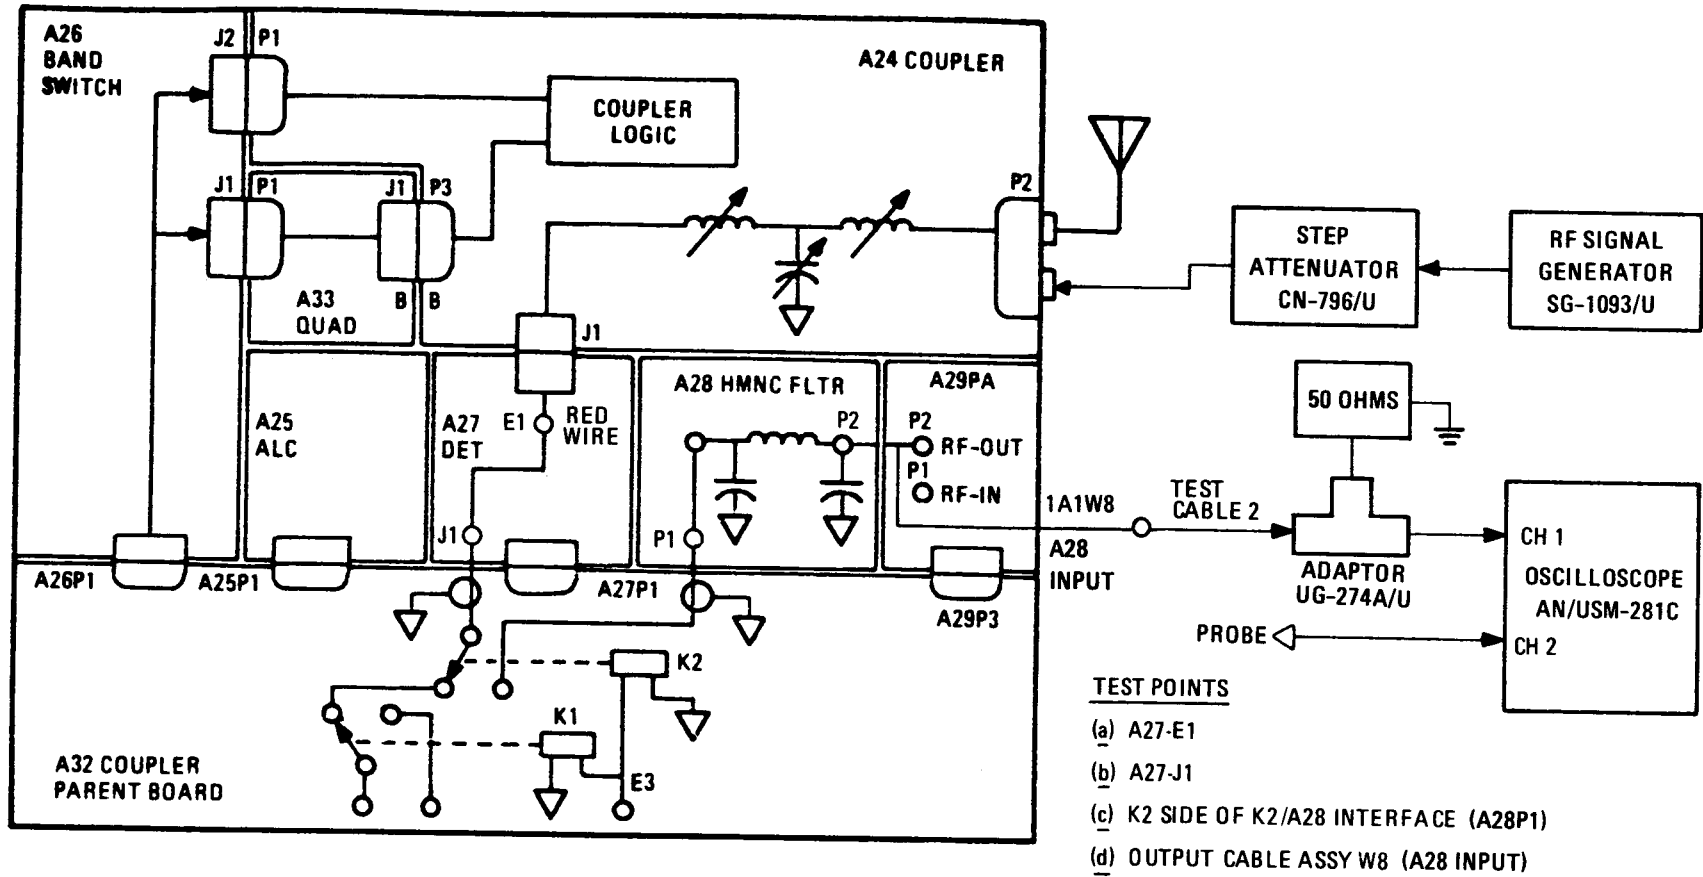 A26
BAND
SWITCH
J2 P1
A24 COUPLER
COUPLER
LOGIC
J1 P1
J1 P3
P2
A33
QUAD
B B
STEP
ATTENUATOR
CN-796/U
RF SIGNAL
GENERATOR
SG-1093/U
J1
A25
ALC
A27
DET
E1
RED
WIRE
A28 HMNC FLTR
P2
A29PA
P2
RF-OUT
P1
RF-IN
50 OHMS
J1
P1
1A1W8
A28
INPUT
TEST
CABLE 2
ADAPTOR
UG-274A/U
CH 1
OSCILLOSCOPE
AN/USM-281C
CH 2
PROBE
A26P1
A25P1
A27P1
A29P3
K2
K1
E3
A32 COUPLER
PARENT BOARD
TEST POINTS
(a) A27-E1
(b) A27-J1
(c) K2 SIDE OF K2/A28 INTERFACE (A28P1)
(d) OUTPUT CABLE ASSY W8 (A28 INPUT)